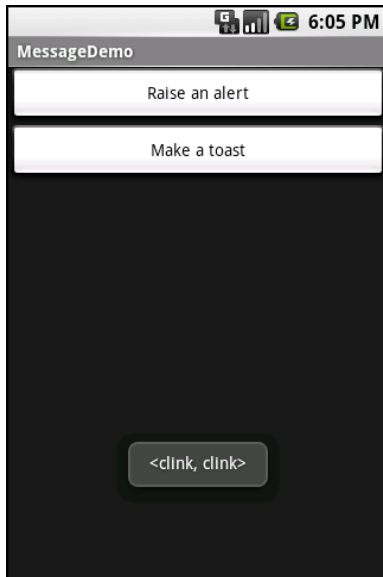 6:05 PM
MessageDemo
Raise an alert
Make a toast
<clink, clink>